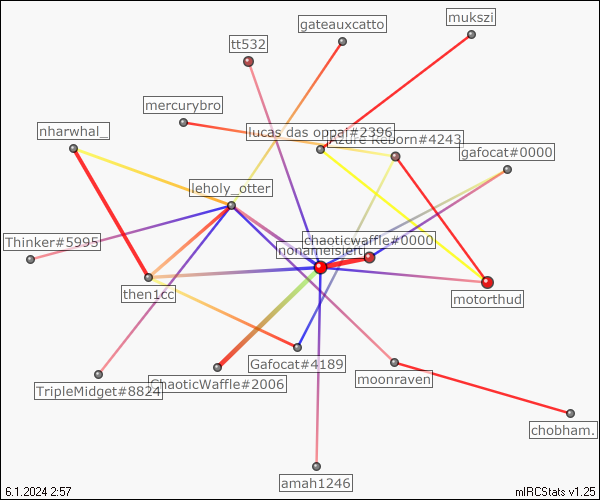 mukszi
gateauxcatto
tt532
mercurybro
nharwhal_
lucas das oppai#2396
Azure Reborn#4243
gafocat#0000
leholy_otter
Thinker#5995
chaoticwaffle#0000
nonameisleft
then1cc
motorthud
Gafocat#4189
moonraven
ChaoticWaffle#2006
TripleMidget#8824
chobham.
amah1246
6.1.2024 2:57
mIRCStats v1.25